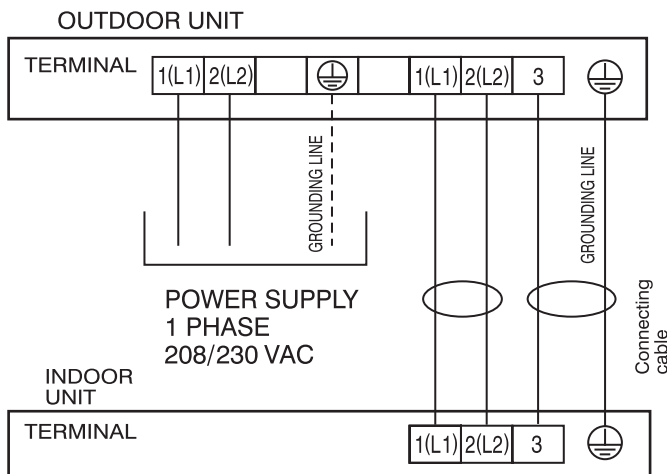 OUTDOOR UNIT
TERMINAL 1(L1) 2(L2) 1(L1) 2(L2) 3
GROUNDING LINE
GROUNDING LINE
POWER SUPPLY
1 PHASE
208/230 VAC
Connecting
cable
INDOOR
UNIT
TERMINAL 1(L1) 2(L2) 3